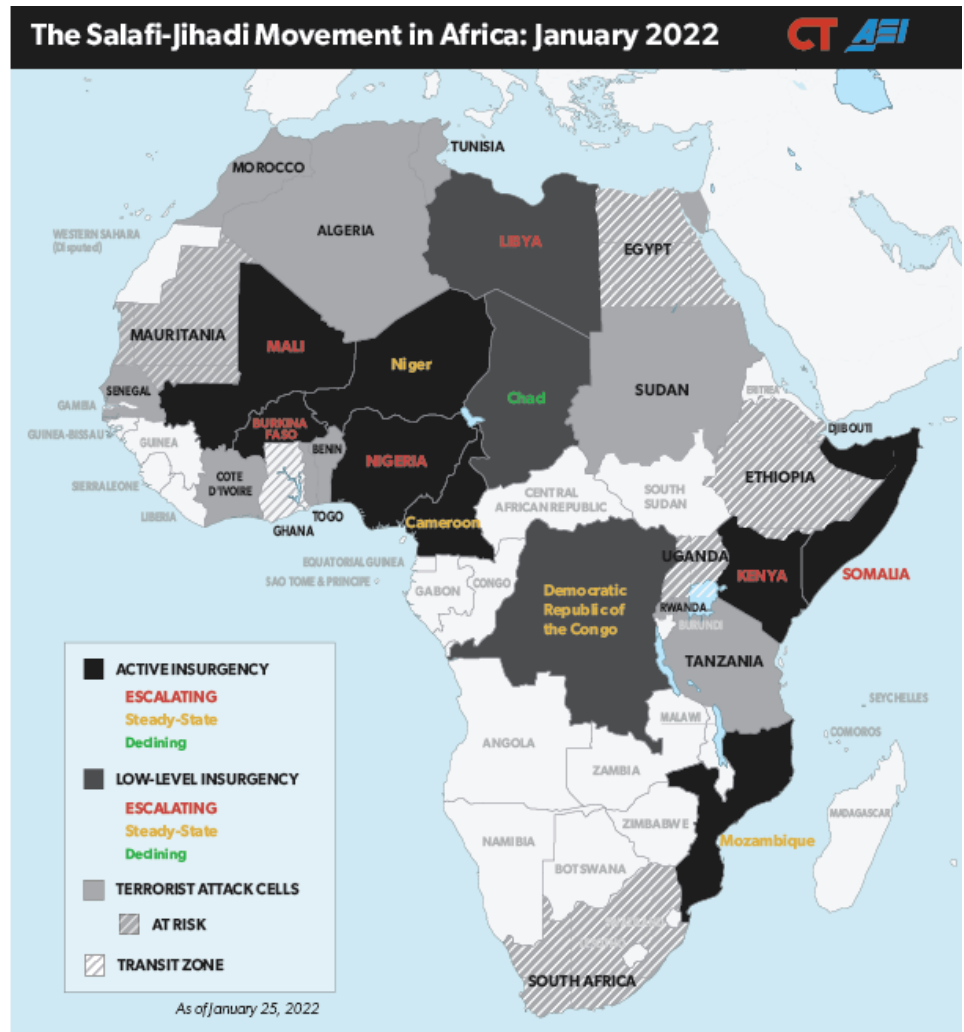 The Salafi-Jihadi Movement in Africa: January 2022
CT AEI
TUNISIA
MOROCCO
ALGERIA
LIBYA
EGYPT
WESTERN SAHARA
(Disputed)
MAURITANIA
MALI
Niger
Chad
SUDAN
ERITREA
SENEGAL
GAMBIA
GUINEA-BISSAU
GUINEA
SIERRA LEONE
LIBERIA
COTE
D'IVOIRE
BURKINA
FASO
GHANA
TOGO
BENIN
NIGERIA
Cameroon
CENTRAL
AFRICAN REPUBLIC
SOUTH
SUDAN
DJIBOUTI
ETHIOPIA
SOMALIA
EQUATORIAL GUINEA
SAO TOME & PRINCIPE
GABON
CONGO
Democratic
Republic of
the Congo
UGANDA
KENYA
RWANDA
BURUNDI
TANZANIA
SEYCHELLES
COMOROS
MALAWI
ANGOLA
ZAMBIA
MADAGASCAR
ZIMBABWE
Mozambique
NAMIBIA
BOTSWANA
SOUTH AFRICA
ACTIVE INSURGENCY
ESCALATING
Steady-State
Declining
LOW-LEVEL INSURGENCY
ESCALATING
Steady-State
Declining
TERRORIST ATTACK CELLS
AT RISK
TRANSIT ZONE
As of January 25, 2022